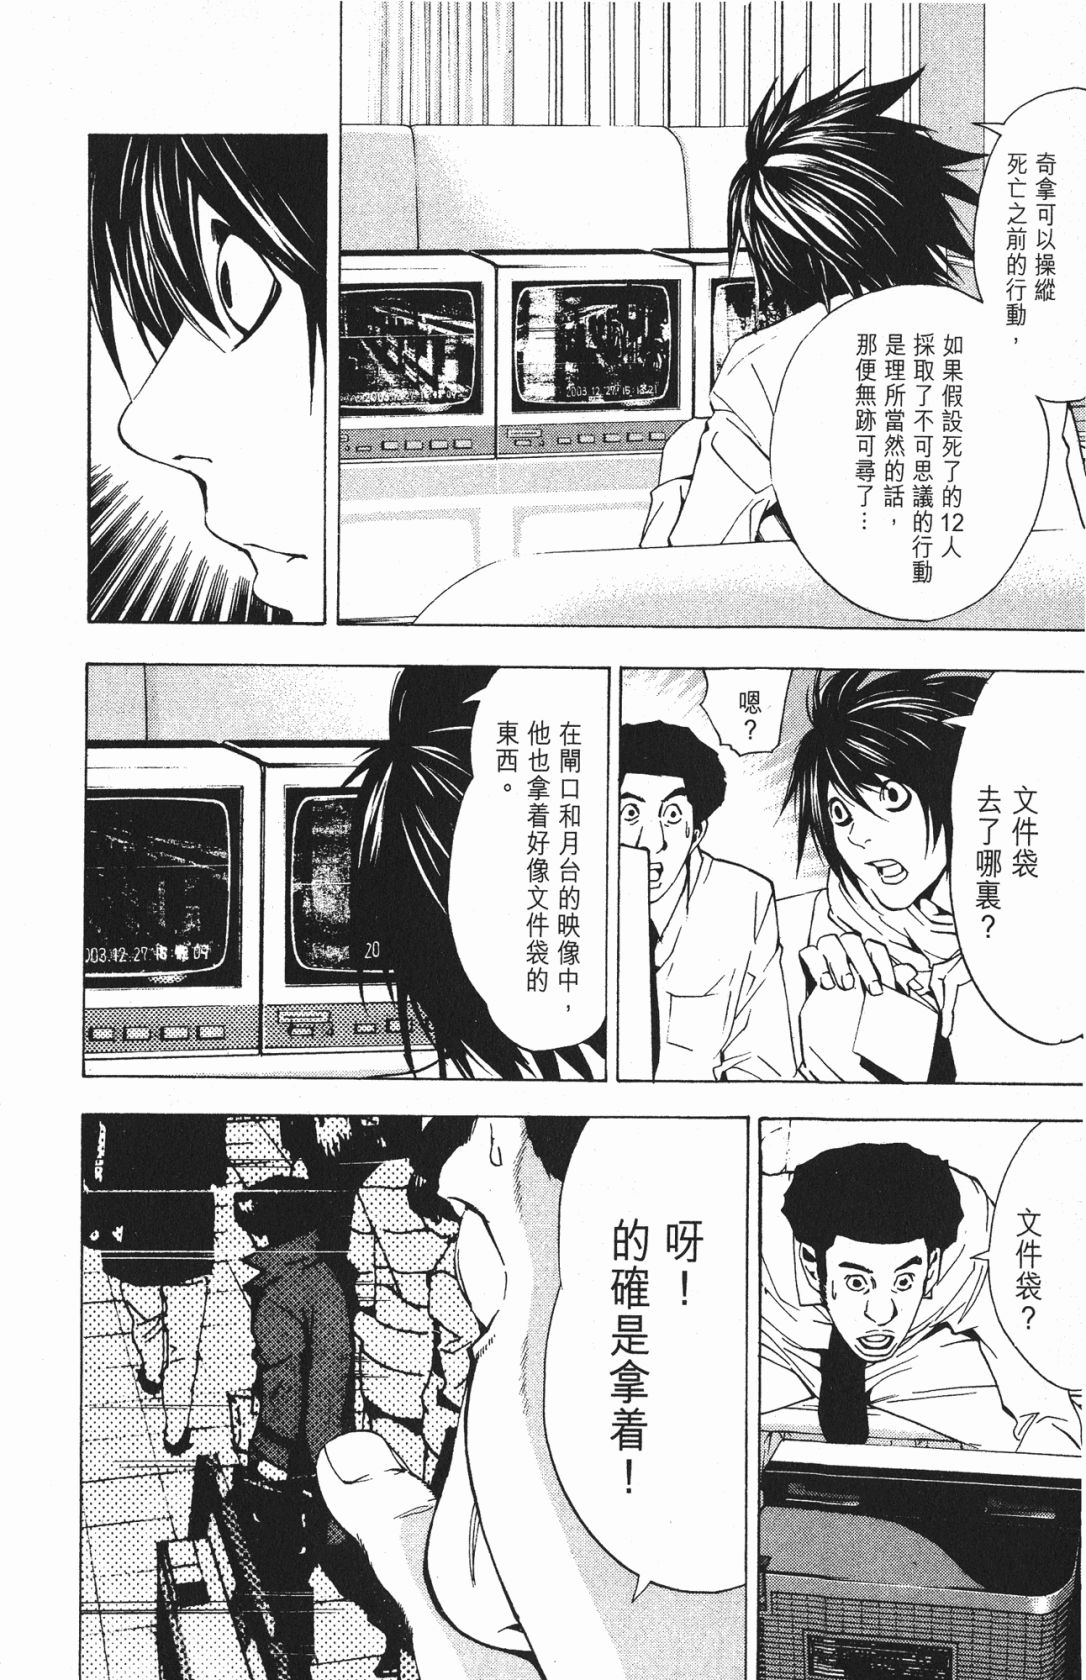 奇拿可以操縱
死亡之前的行動，
如果假設死了的12人
採取了不可思議的行動
是理所當然的話，
那便無跡可尋了…
2003.12.27
2003.12.27
文件袋
去了哪裏？
嗯？
在閘口和月台的映像中，
他也拿着好像文件袋的
東西。
003.12.27
20
文件袋？
呀！
的確是拿着！